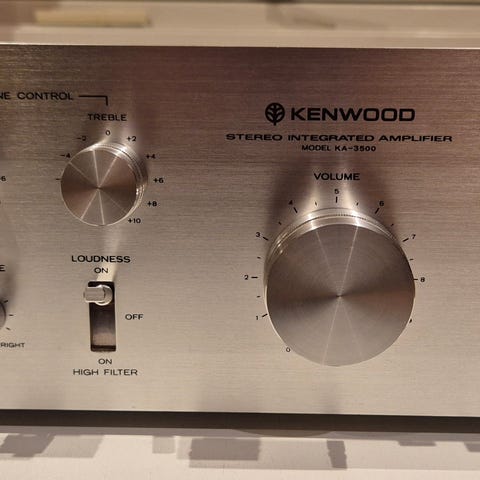 NE CONTROL
TREBLE
-4 -2 0 +2 +4 +6 +8 +10
KENWOOD
STEREO INTEGRATED AMPLIFIER
MODEL KA-3500
VOLUME
0 1 2 3 4 5 6 7 8
LOUDNESS
ON
OFF
ON
HIGH FILTER
RIGHT